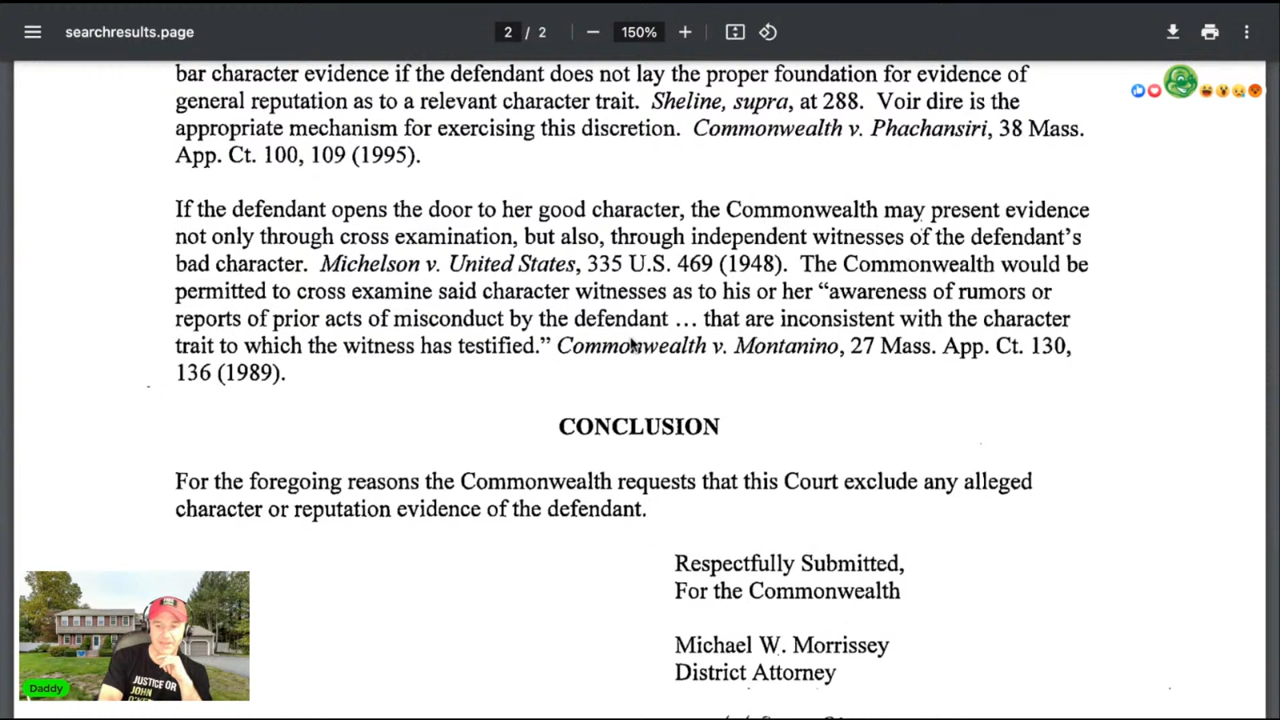 searchresults.page
2 / 2
150%
bar character evidence if the defendant does not lay the proper foundation for evidence of
general reputation as to a relevant character trait. Sheline, supra, at 288. Voir dire is the
appropriate mechanism for exercising this discretion. Commonwealth v. Phachansiri, 38 Mass.
App. Ct. 100, 109 (1995).
If the defendant opens the door to her good character, the Commonwealth may present evidence
not only through cross examination, but also, through independent witnesses of the defendant's
bad character. Michelson v. United States, 335 U.S. 469 (1948). The Commonwealth would be
permitted to cross examine said character witnesses as to his or her “awareness of rumors or
reports of prior acts of misconduct by the defendant … that are inconsistent with the character
trait to which the witness has testified.” Commonwealth v. Montanino, 27 Mass. App. Ct. 130,
136 (1989).
CONCLUSION
For the foregoing reasons the Commonwealth requests that this Court exclude any alleged
character or reputation evidence of the defendant.
Respectfully Submitted,
For the Commonwealth
Michael W. Morrissey
District Attorney
JUSTICE
JOHN
Daddy